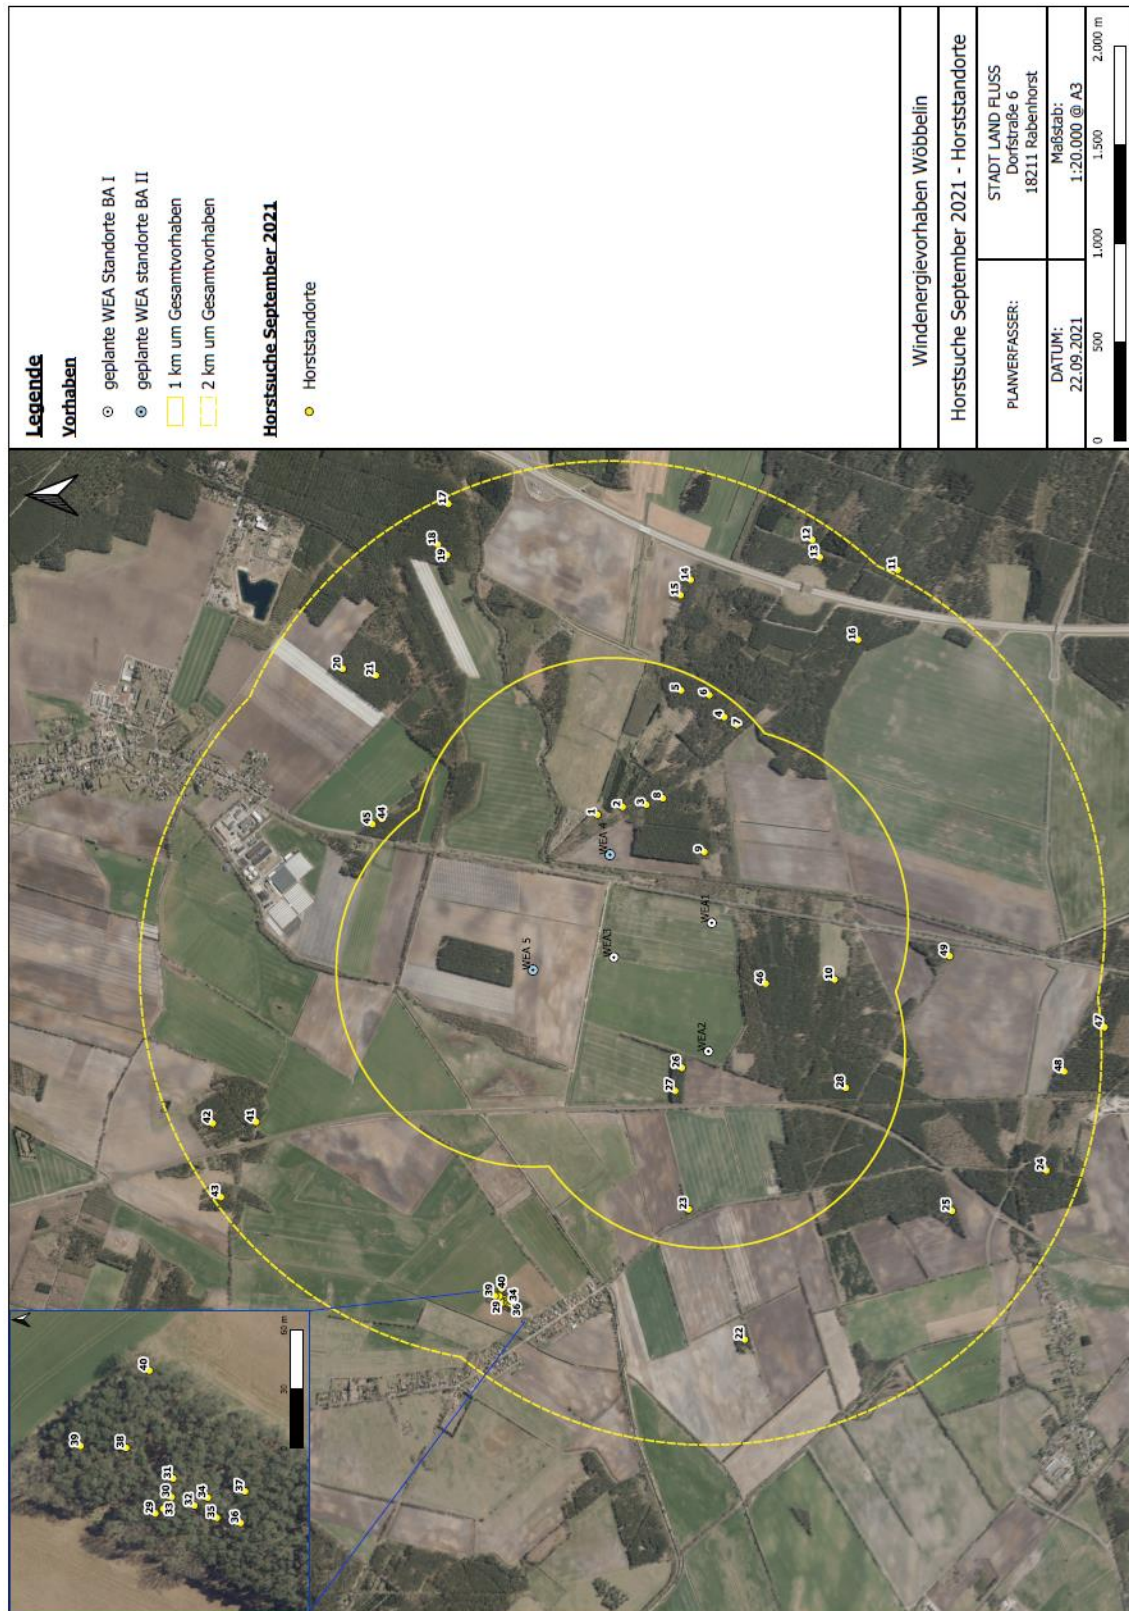 Legende
Vorhaben
geplante WEA Standorte BA I
geplante WEA standorte BA II
1 km um Gesamtvorhaben
2 km um Gesamtvorhaben
Horstsuche September 2021
Horststandorte
Windenergievorhaben Wöbbelin
Horstsuche September 2021 - Horststandorte
PLANVERFASSER:
STADT LAND FLUSS
Dorfstraße 6
18211 Rabenhorst
DATUM:
22.09.2021
Maßstab:
1:20.000 @ A3
0 500 1.000 1.500 2.000 m
39
40
38
29
33
30
31
32
34
35
36
37
30
60 m
43
42
41
45
44
20
21
18
19
17
39
29
40
34
36
WEA 5
WEA 4
WEA3
WEA1
WEA2
1
2
3
8
9
5
6
4
7
15
14
12
13
11
16
27
26
23
22
46
10
28
49
25
24
48
47